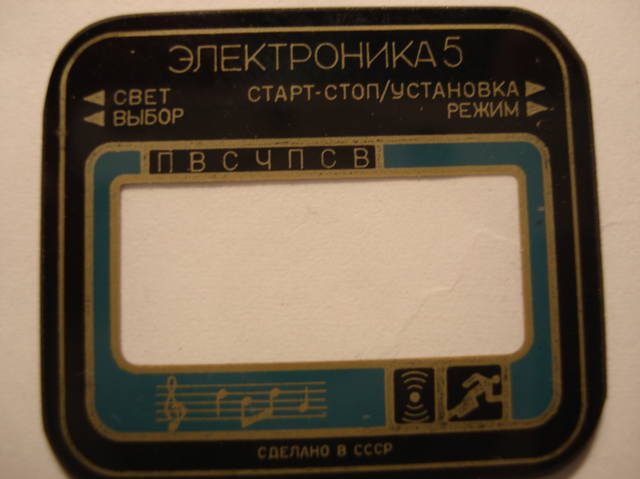 ЭЛЕКТРОНИКА 5
СВЕТ СТАРТ-СТОП/УСТАНОВКА
ВЫБОР РЕЖИМ
П В С Ч П С В
СДЕЛАНО В СССР